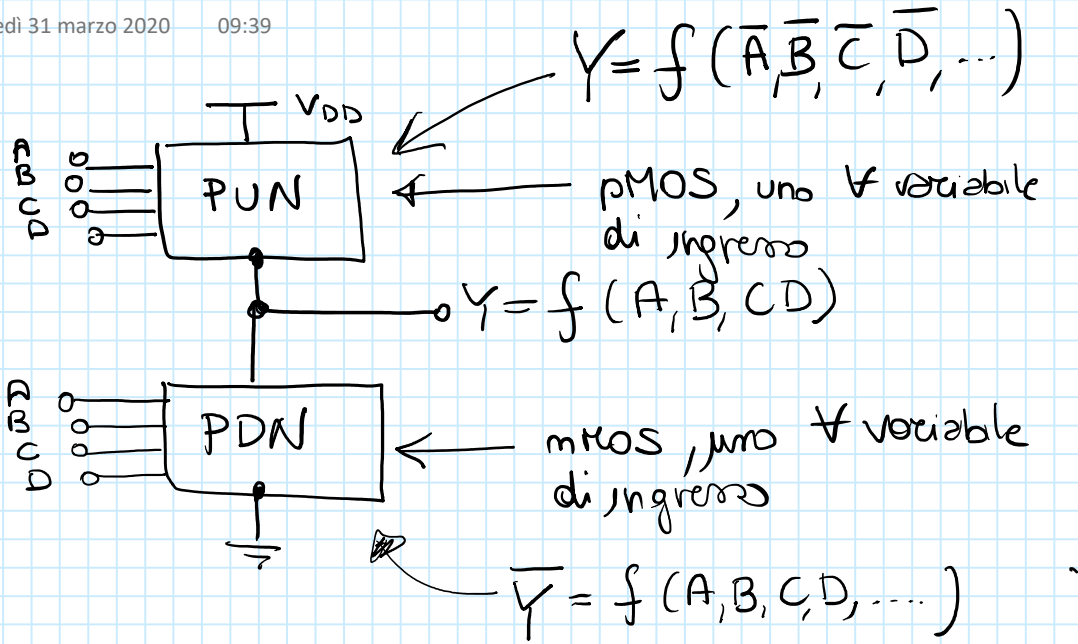 edì 31 marzo 2020 09:39
Y = f (A̅, B̅, C̅, D̅, ...)
VDD
A
B
C
D
PUN
pMOS, uno ∀ variabile
di ingresso
Y = f (A, B, CD)
A
B
C
D
PDN
nMOS, uno ∀ variabile
di ingresso
Y̅ = f (A, B, C, D, ....)